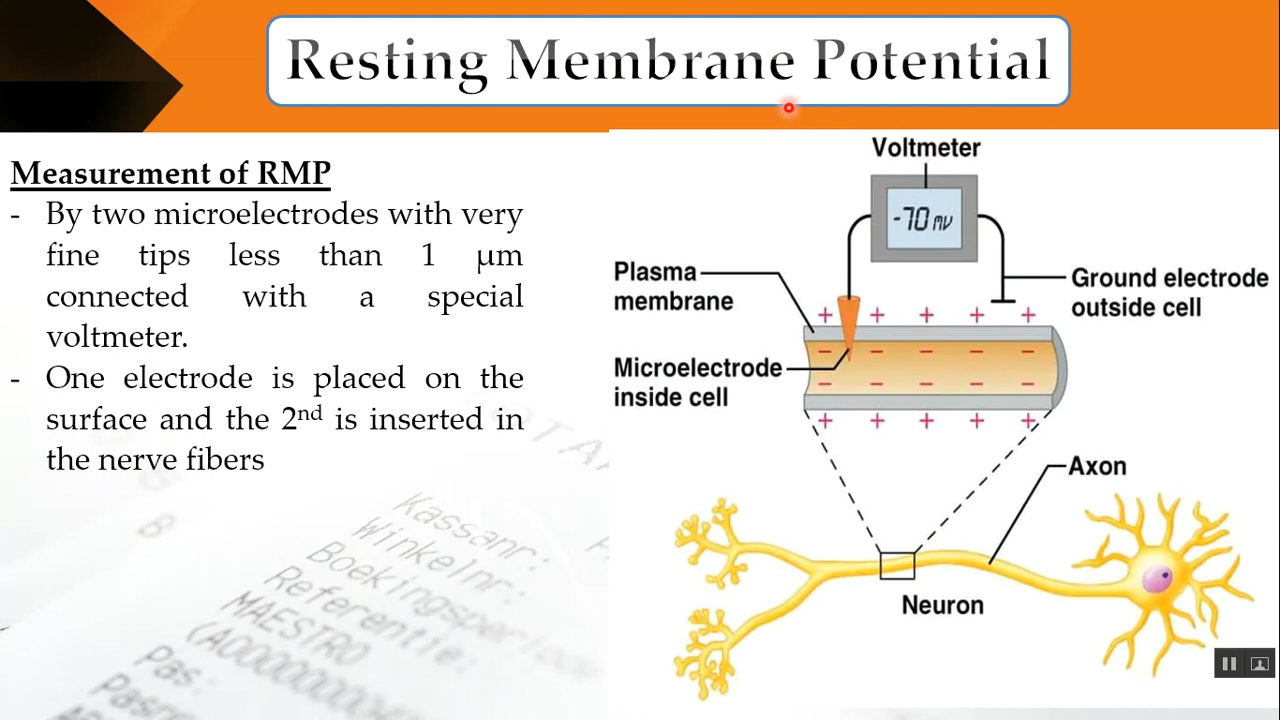 Resting Membrane Potential
Measurement of RMP
- By two microelectrodes with very
fine tips less than 1 μm
connected with a special
voltmeter.
- One electrode is placed on the
surface and the 2nd is inserted in
the nerve fibers
Voltmeter
-70 mv
Plasma
membrane
Ground electrode
outside cell
+ + + + +
- - - - -
Microelectrode
inside cell
- - - - -
+ + + + +
Axon
Neuron
Kassanr.:
Winkelnr.:
Referentie:
MAESTRO
Pas: